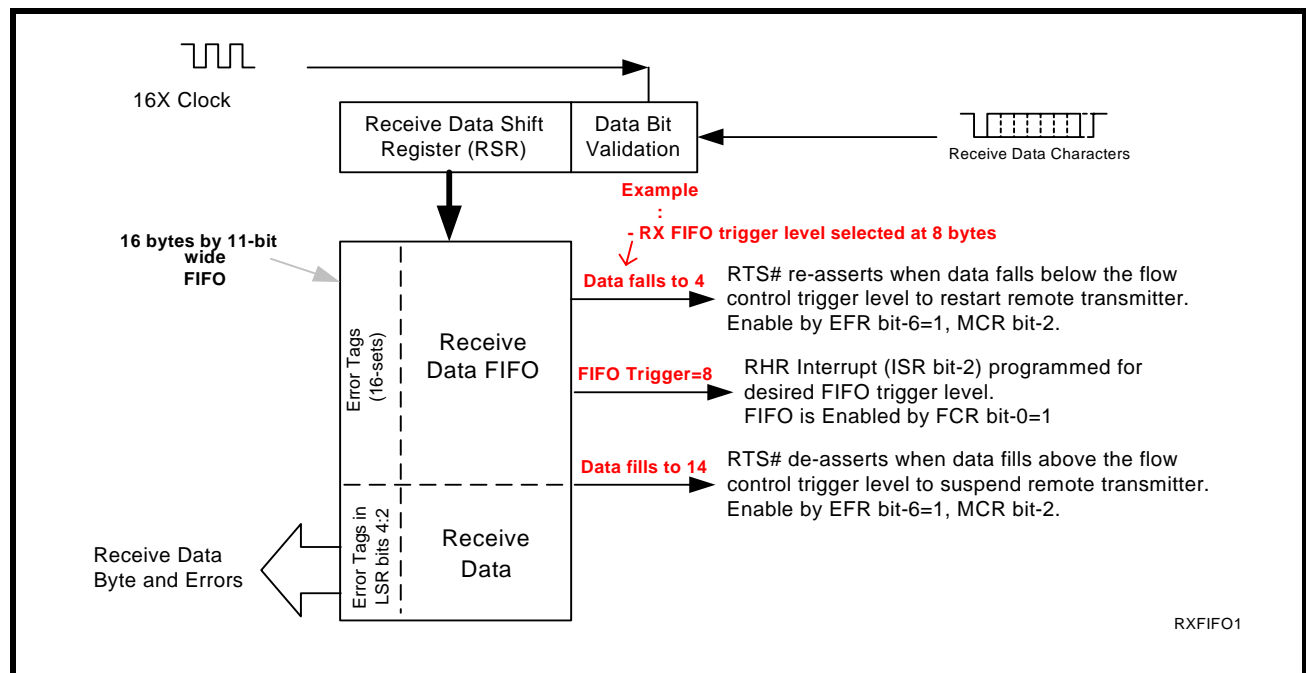 16X Clock
Receive Data Shift
Register (RSR)
Data Bit
Validation
Receive Data Characters
Example
:
- RX FIFO trigger level selected at 8 bytes
16 bytes by 11-bit
wide
FIFO
Data falls to 4
RTS# re-asserts when data falls below the flow
control trigger level to restart remote transmitter.
Enable by EFR bit-6=1, MCR bit-2.
Error Tags
(16-sets)
Receive
Data FIFO
FIFO Trigger=8
RHR Interrupt (ISR bit-2) programmed for
desired FIFO trigger level.
FIFO is Enabled by FCR bit-0=1
Data fills to 14
RTS# de-asserts when data fills above the flow
control trigger level to suspend remote transmitter.
Enable by EFR bit-6=1, MCR bit-2.
Error Tags in
LSR bits 4:2
Receive
Data
Receive Data
Byte and Errors
RXFIFO1